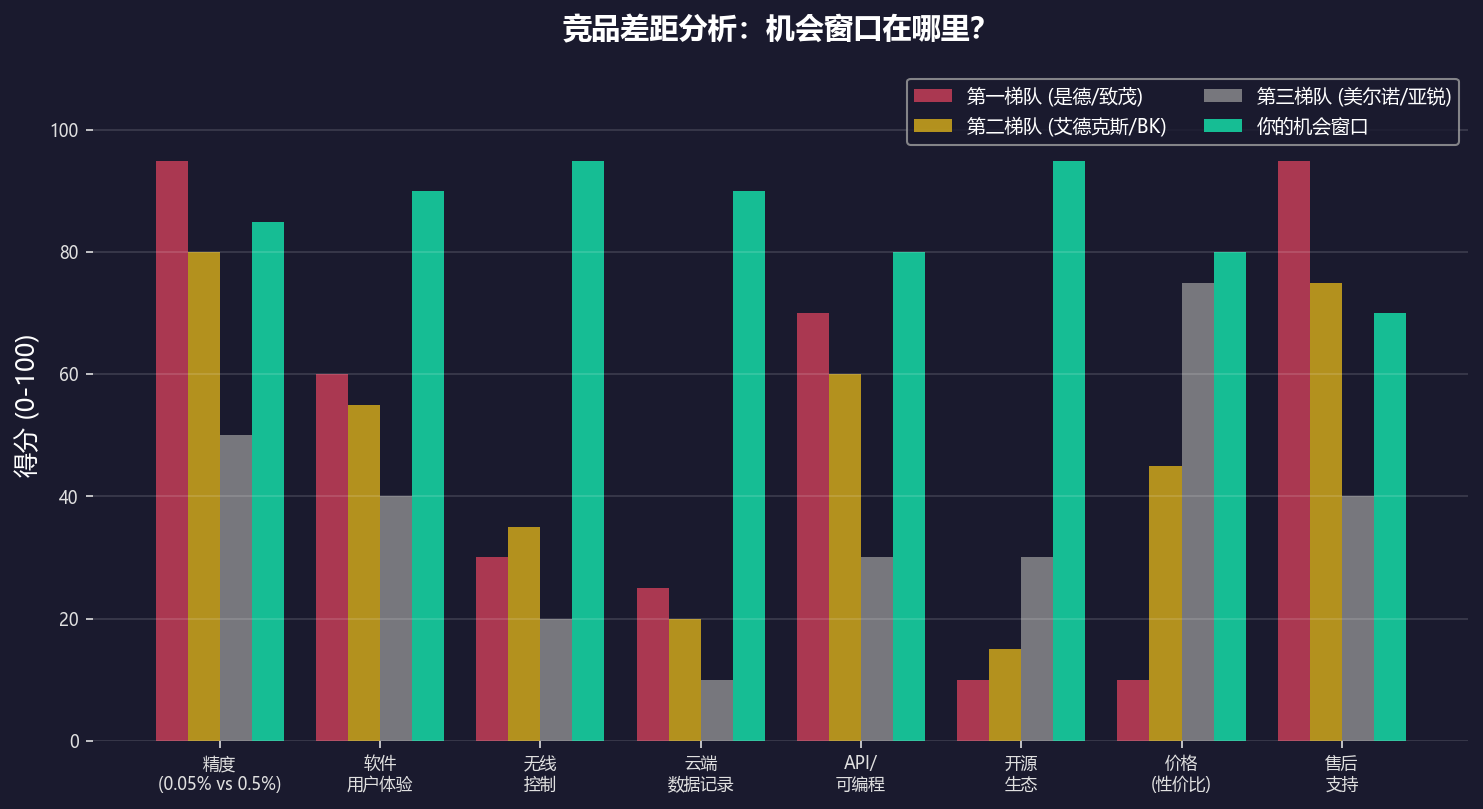 竞品差距分析：机会窗口在哪里？
第一梯队 (是德/致茂)
第二梯队 (艾德克斯/BK)
第三梯队 (美尔诺/亚锐)
你的机会窗口
得分 (0-100)
100
80
60
40
20
0
精度
(0.05% vs 0.5%)
软件
用户体验
无线
控制
云端
数据记录
API/
可编程
开源
生态
价格
(性价比)
售后
支持